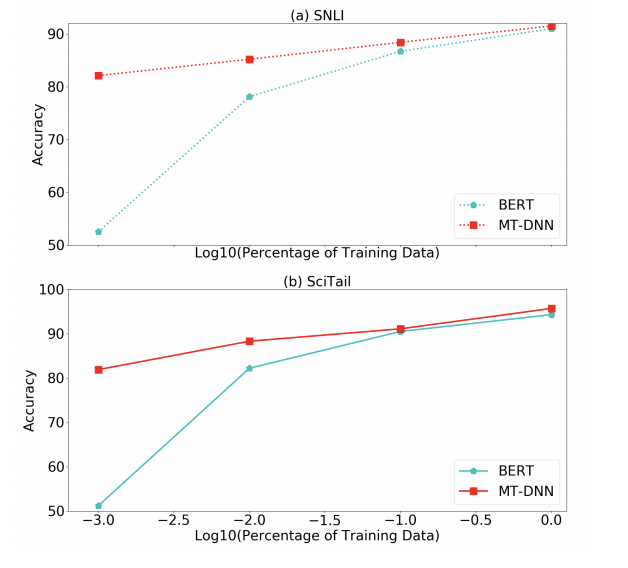 (a) SNLI
90
80
70
60
50
Accuracy
BERT
MT-DNN
Log10(Percentage of Training Data)
(b) SciTail
100
90
80
70
60
50
Accuracy
BERT
MT-DNN
−3.0 −2.5 −2.0 −1.5 −1.0 −0.5 0.0
Log10(Percentage of Training Data)